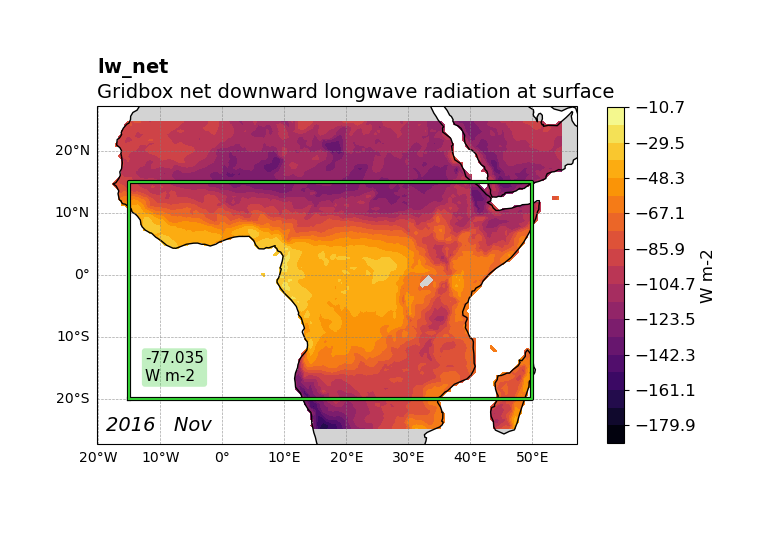 lw_net
Gridbox net downward longwave radiation at surface
−10.7
−29.5
−48.3
−67.1
−85.9
−104.7
−123.5
−142.3
−161.1
−179.9
W m-2
20°N
10°N
0°
10°S
20°S
-77.035
W m-2
2016 Nov
20°W 10°W 0° 10°E 20°E 30°E 40°E 50°E